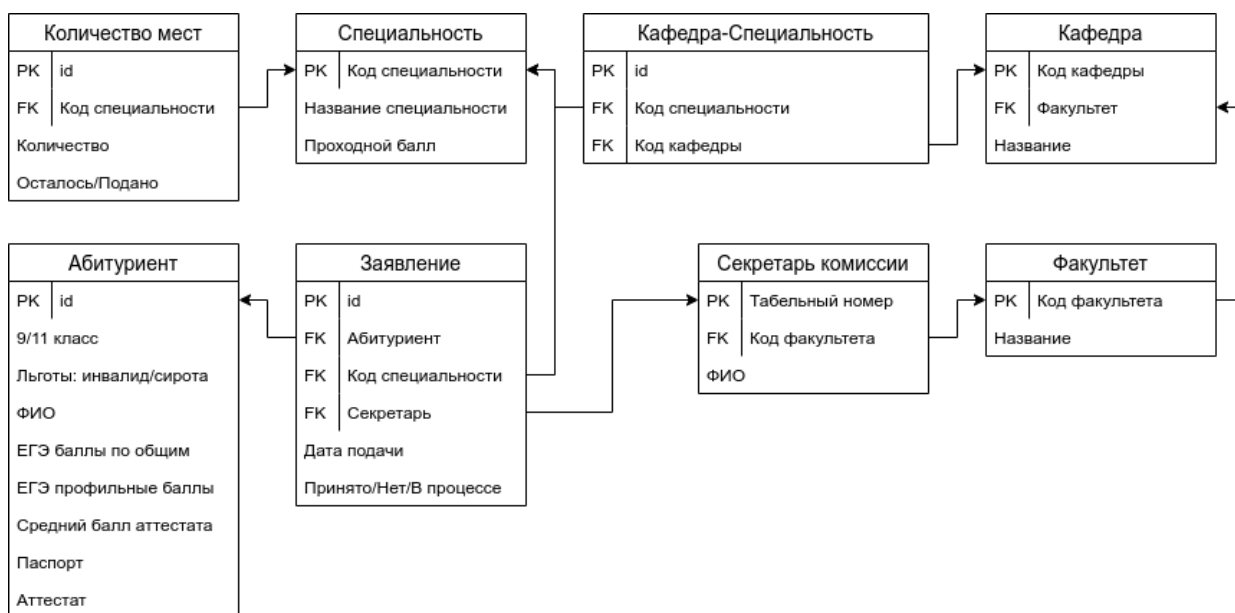 Количество мест
PK id
FK Код специальности
Количество
Осталось/Подано
Специальность
PK Код специальности
Название специальности
Проходной балл
Кафедра-Специальность
PK id
FK Код специальности
FK Код кафедры
Кафедра
PK Код кафедры
FK Факультет
Название
Абитуриент
PK id
9/11 класс
Льготы: инвалид/сирота
ФИО
ЕГЭ баллы по общим
ЕГЭ профильные баллы
Средний балл аттестата
Паспорт
Аттестат
Заявление
PK id
FK Абитуриент
FK Код специальности
FK Секретарь
Дата подачи
Принято/Нет/В процессе
Секретарь комиссии
PK Табельный номер
FK Код факультета
ФИО
Факультет
PK Код факультета
Название